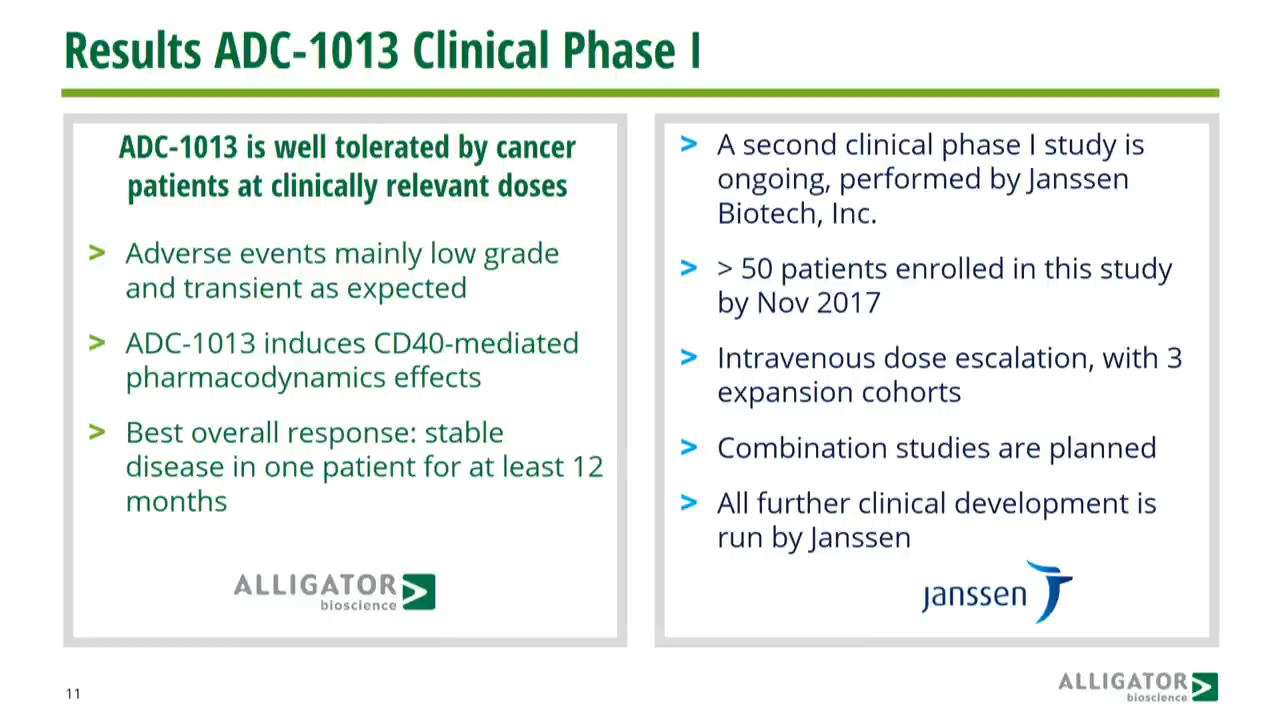 Results ADC-1013 Clinical Phase I
ADC-1013 is well tolerated by cancer
patients at clinically relevant doses
> Adverse events mainly low grade
and transient as expected
> ADC-1013 induces CD40-mediated
pharmacodynamics effects
> Best overall response: stable
disease in one patient for at least 12
months
ALLIGATOR
bioscience
> A second clinical phase I study is
ongoing, performed by Janssen
Biotech, Inc.
> > 50 patients enrolled in this study
by Nov 2017
> Intravenous dose escalation, with 3
expansion cohorts
> Combination studies are planned
> All further clinical development is
run by Janssen
janssen
11
ALLIGATOR
bioscience